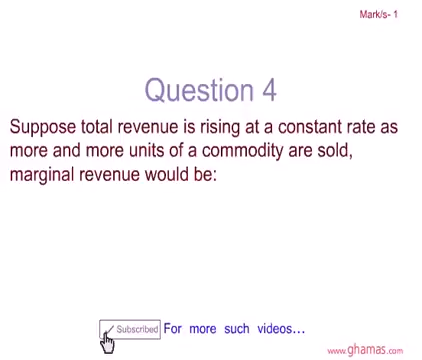 Mark/s- 1
Question 4
Suppose total revenue is rising at a constant rate as
more and more units of a commodity are sold,
marginal revenue would be:
Subscribed For more such videos...
www.ghamas.com